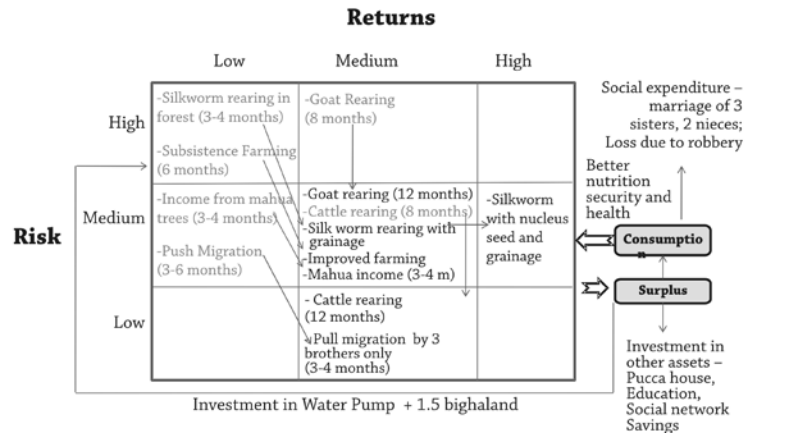 Returns
Low Medium High
Risk
High
Medium
Low
-Silkworm rearing in
forest (3-4 months)
-Subsistence Farming
(6 months)
-Goat Rearing
(8 months)
-Income from mahua
trees (3-4 months)
-Push Migration
(3-6 months)
-Goat rearing (12 months)
-Cattle rearing (8 months)
-Silk worm rearing with
grainage
-Improved farming
-Mahua income (3-4 m)
-Silkworm
with nucleus
seed and
grainage
- Cattle rearing
(12 months)
Pull migration by 3
brothers only
(3-4 months)
Social expenditure –
marriage of 3
sisters, 2 nieces;
Loss due to robbery
Better
nutrition
security and
health
Consumptio
n
Surplus
Investment in
other assets –
Pucca house,
Education,
Social network
Savings
Investment in Water Pump + 1.5 bighaland